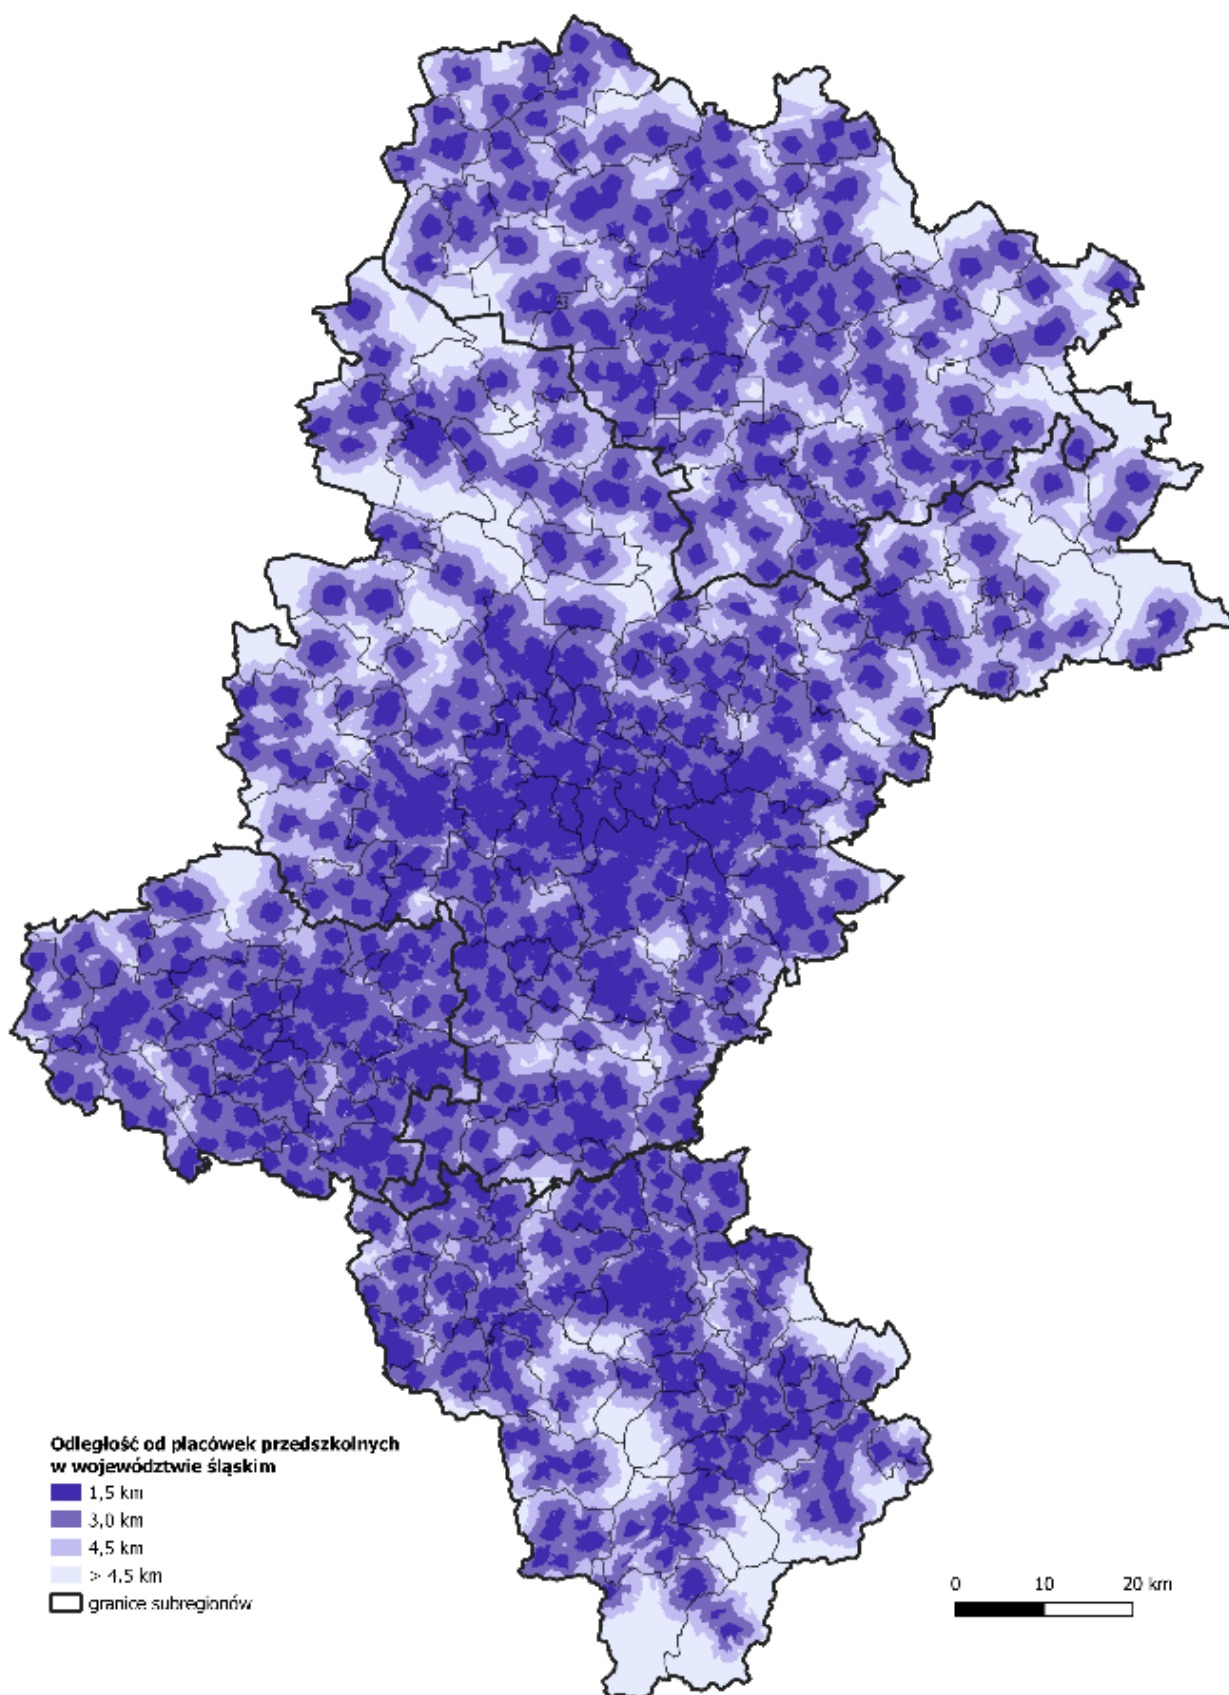 Odległość od placówek przedszkolnych
w województwie śląskim
1,5 km
3,0 km
4,5 km
> 4.5 km
granice subregionów
0 10 20 km